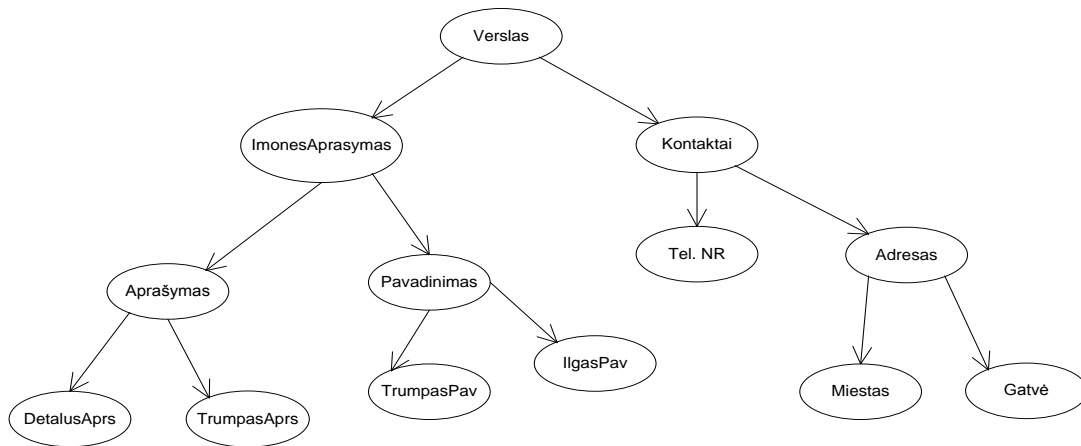 Verslas
ImonesAprasymas
Kontaktai
Tel. NR
Adresas
Aprašymas
Pavadinimas
IlgasPav
TrumpasPav
Miestas
Gatvė
DetalusAprs
TrumpasAprs